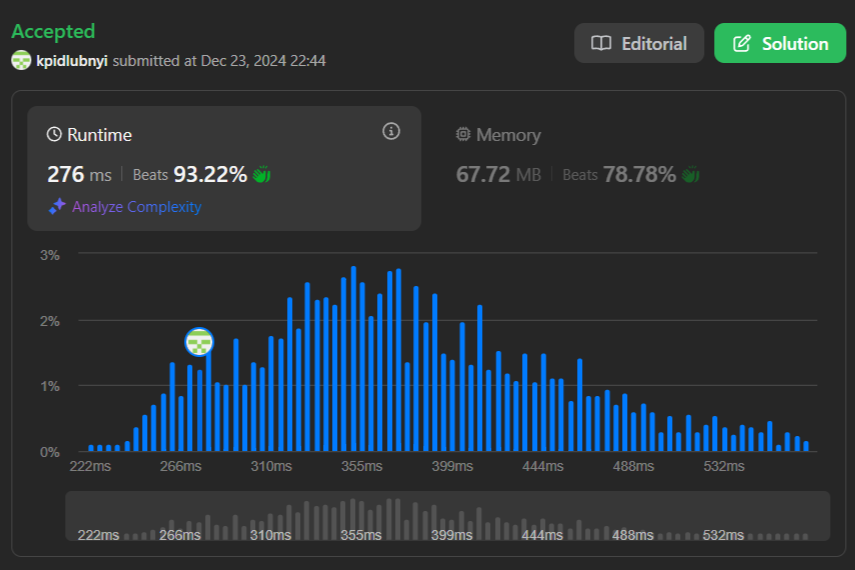 Accepted
kpidlubnyi submitted at Dec 23, 2024 22:44
Editorial
Solution
Runtime
276 ms | Beats 93.22%
Analyze Complexity
Memory
67.72 MB | Beats 78.78%
3%
2%
1%
0%
222ms 266ms 310ms 355ms 399ms 444ms 488ms 532ms
222ms 266ms 310ms 355ms 399ms 444ms 488ms 532ms